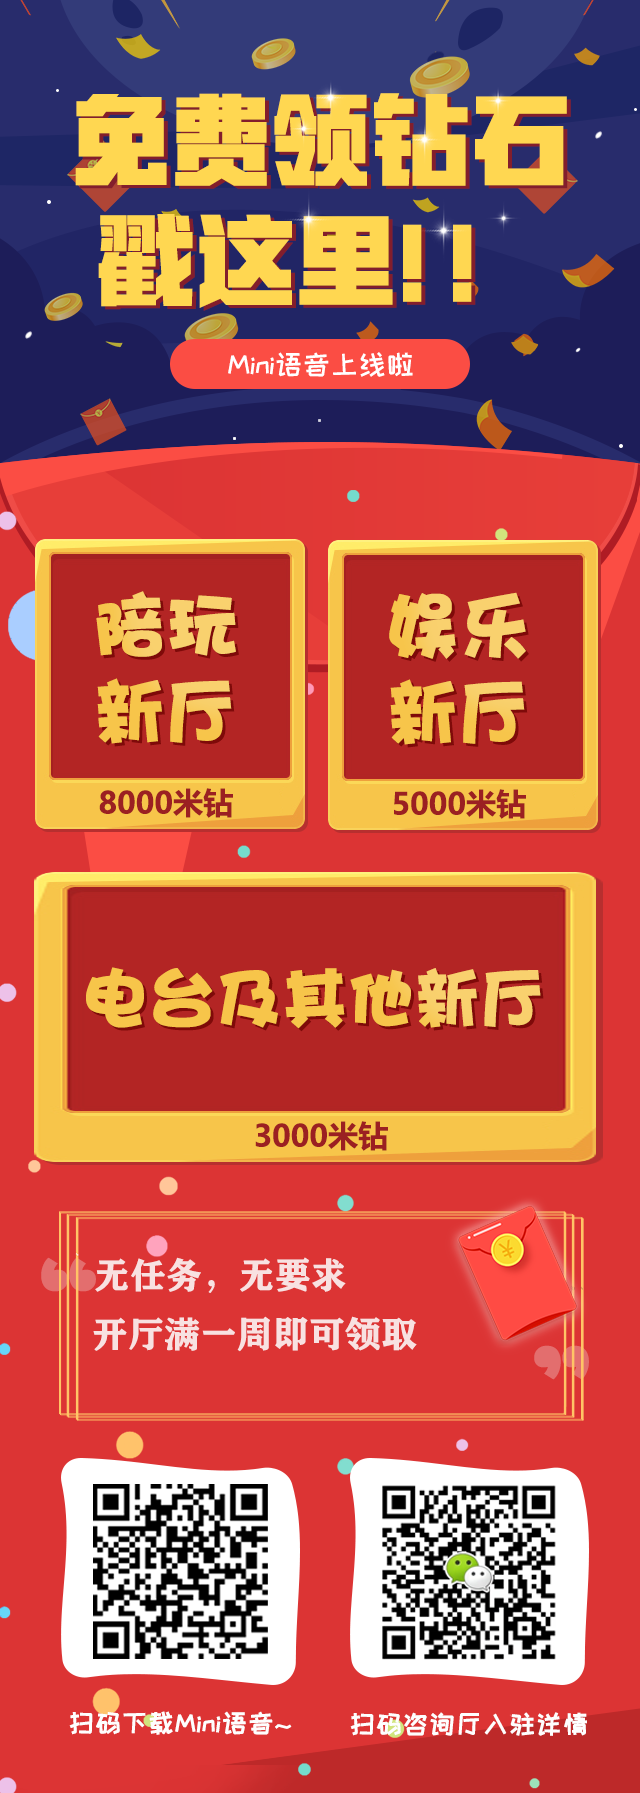 免费领钻石
戳这里!!
Mini语音上线啦
陪玩
新厅
8000米钻
娱乐
新厅
5000米钻
电台及其他新厅
3000米钻
无任务，无要求
开厅满一周即可领取
扫码下载Mini语音~
扫码咨询厅入驻详情